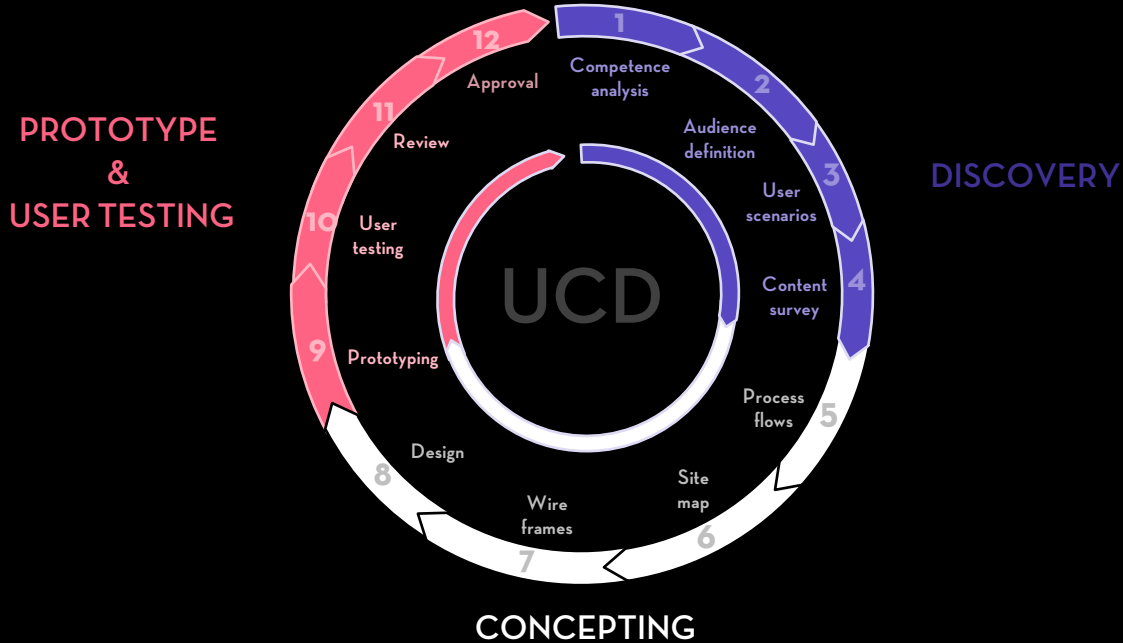 PROTOTYPE
&
USER TESTING
DISCOVERY
CONCEPTING
UCD
1
Competence
analysis
2
Audience
definition
3
User
scenarios
4
Content
survey
5
Process
flows
6
Site
map
7
Wire
frames
8
Design
9
Prototyping
10
User
testing
11
Review
12
Approval